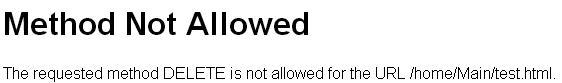 Method Not Allowed
The requested method DELETE is not allowed for the URL /home/Main/test.html.